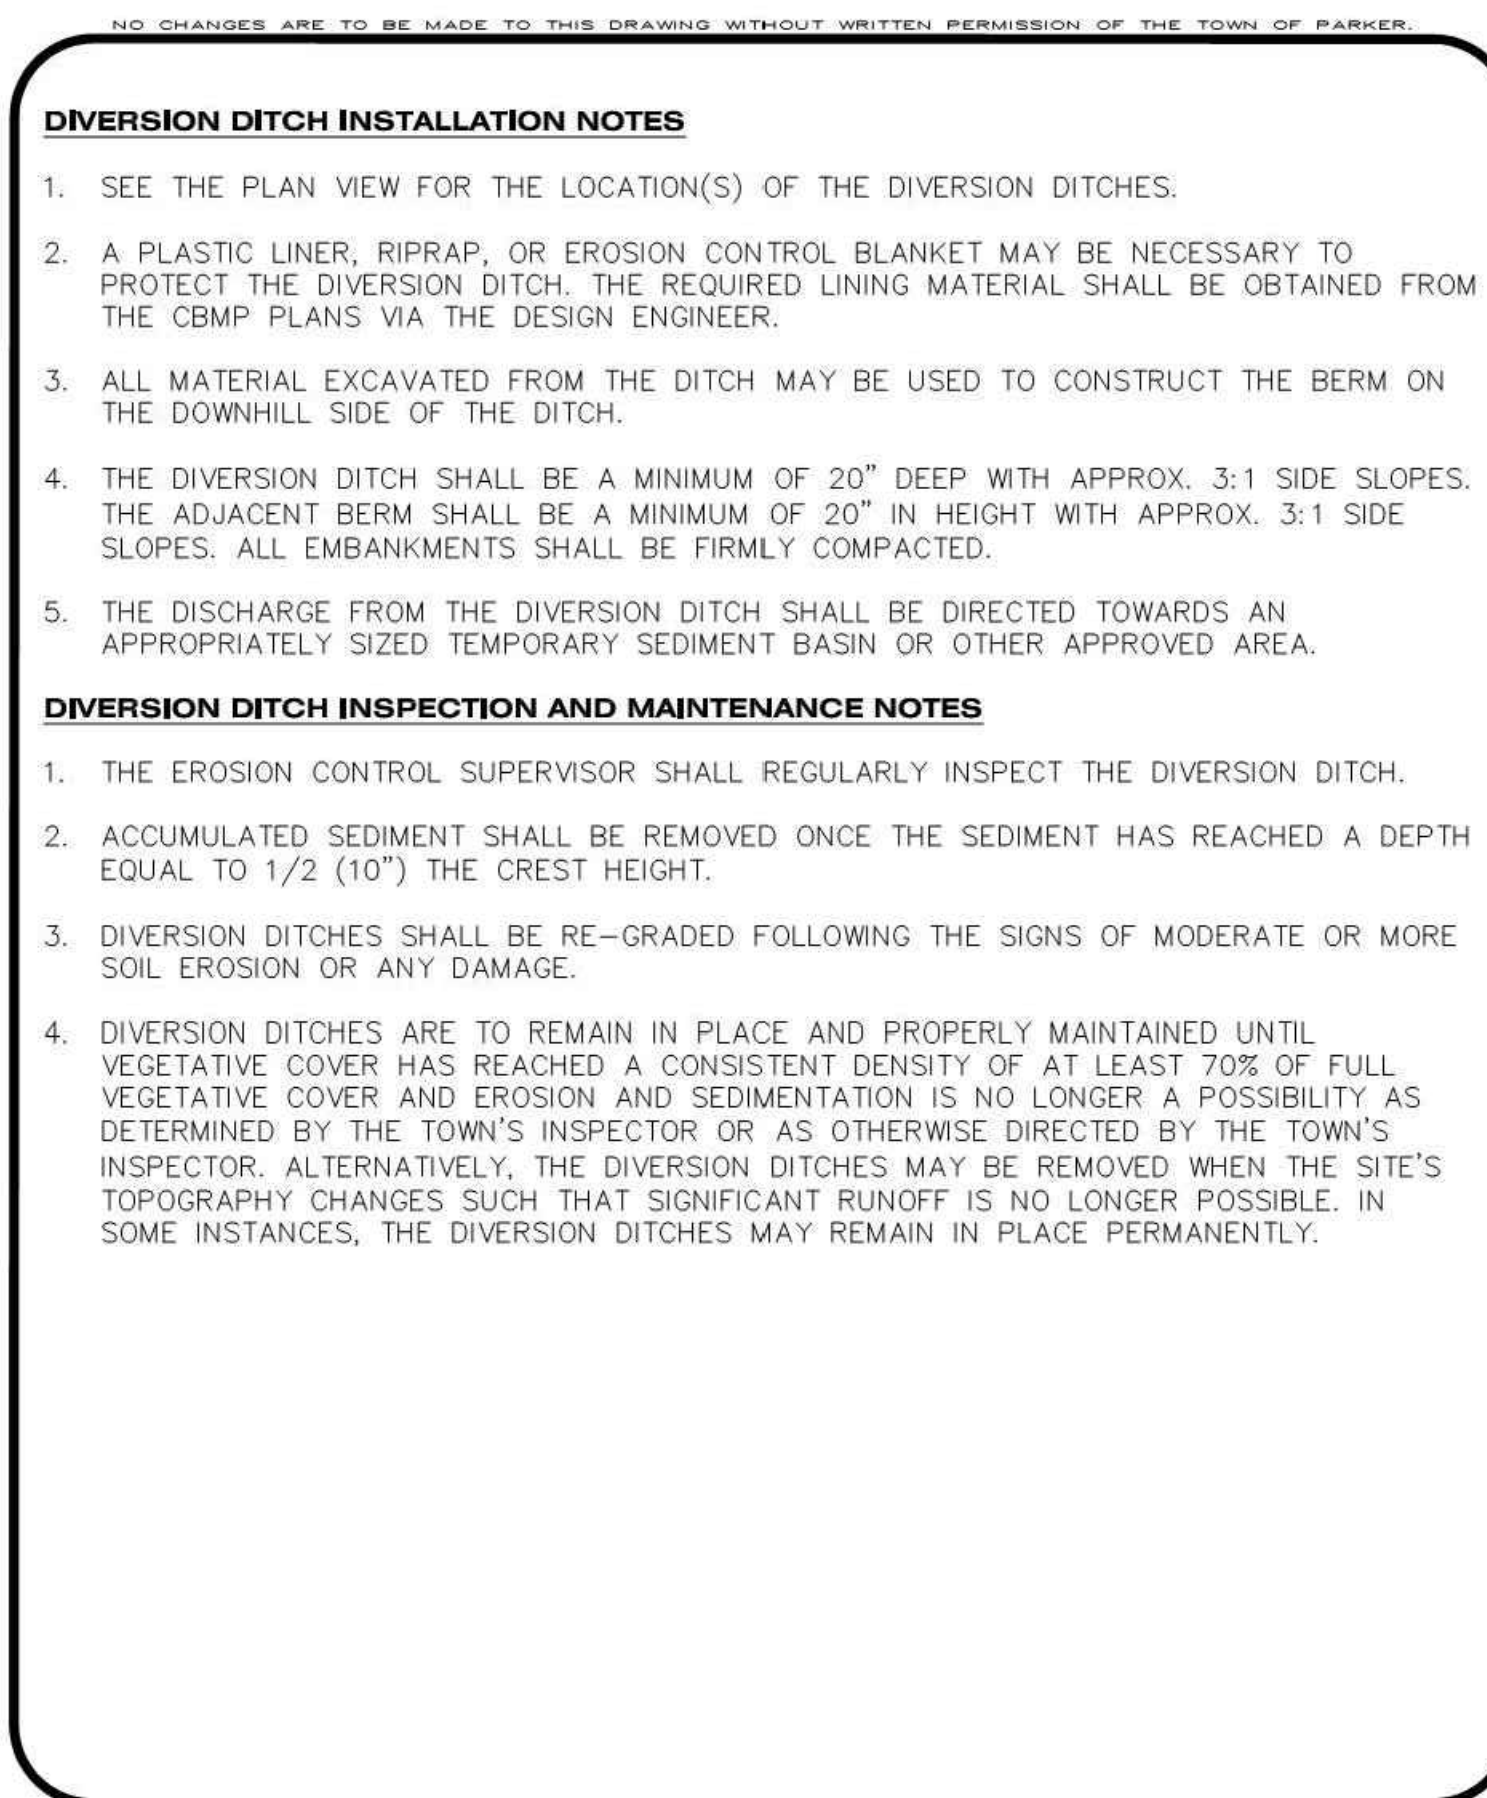 NO CHANGES ARE TO BE MADE TO THIS DRAWING WITHOUT WRITTEN PERMISSION OF THE TOWN OF PARKER.
DIVERSION DITCH INSTALLATION NOTES
1. SEE THE PLAN VIEW FOR THE LOCATION(S) OF THE DIVERSION DITCHES.
2. A PLASTIC LINER, RIPRAP, OR EROSION CONTROL BLANKET MAY BE NECESSARY TO
PROTECT THE DIVERSION DITCH. THE REQUIRED LINING MATERIAL SHALL BE OBTAINED FROM
THE CBMP PLANS VIA THE DESIGN ENGINEER.
3. ALL MATERIAL EXCAVATED FROM THE DITCH MAY BE USED TO CONSTRUCT THE BERM ON
THE DOWNHILL SIDE OF THE DITCH.
4. THE DIVERSION DITCH SHALL BE A MINIMUM OF 20" DEEP WITH APPROX. 3:1 SIDE SLOPES.
THE ADJACENT BERM SHALL BE A MINIMUM OF 20" IN HEIGHT WITH APPROX. 3:1 SIDE
SLOPES. ALL EMBANKMENTS SHALL BE FIRMLY COMPACTED.
5. THE DISCHARGE FROM THE DIVERSION DITCH SHALL BE DIRECTED TOWARDS AN
APPROPRIATELY SIZED TEMPORARY SEDIMENT BASIN OR OTHER APPROVED AREA.
DIVERSION DITCH INSPECTION AND MAINTENANCE NOTES
1. THE EROSION CONTROL SUPERVISOR SHALL REGULARLY INSPECT THE DIVERSION DITCH.
2. ACCUMULATED SEDIMENT SHALL BE REMOVED ONCE THE SEDIMENT HAS REACHED A DEPTH
EQUAL TO 1/2 (10") THE CREST HEIGHT.
3. DIVERSION DITCHES SHALL BE RE-GRADED FOLLOWING THE SIGNS OF MODERATE OR MORE
SOIL EROSION OR ANY DAMAGE.
4. DIVERSION DITCHES ARE TO REMAIN IN PLACE AND PROPERLY MAINTAINED UNTIL
VEGETATIVE COVER HAS REACHED A CONSISTENT DENSITY OF AT LEAST 70% OF FULL
VEGETATIVE COVER AND EROSION AND SEDIMENTATION IS NO LONGER A POSSIBILITY AS
DETERMINED BY THE TOWN'S INSPECTOR OR AS OTHERWISE DIRECTED BY THE TOWN'S
INSPECTOR. ALTERNATIVELY, THE DIVERSION DITCHES MAY BE REMOVED WHEN THE SITE'S
TOPOGRAPHY CHANGES SUCH THAT SIGNIFICANT RUNOFF IS NO LONGER POSSIBLE. IN
SOME INSTANCES, THE DIVERSION DITCHES MAY REMAIN IN PLACE PERMANENTLY.